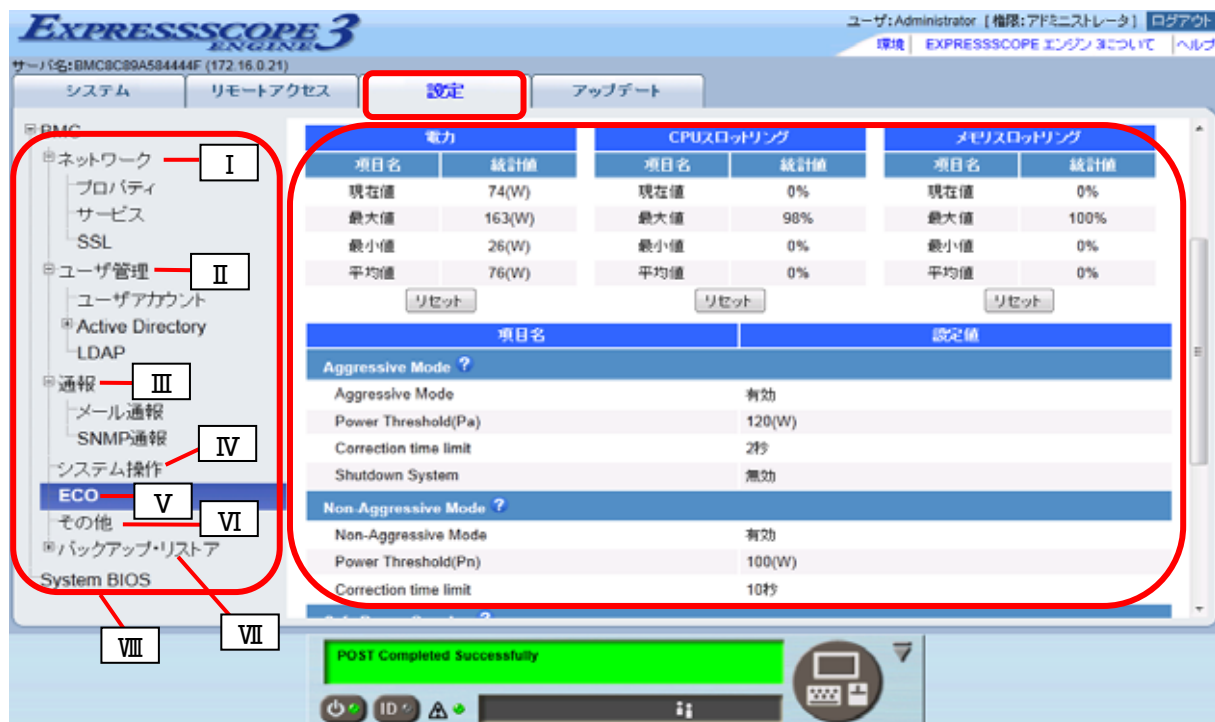 EXPRESSSCOPE 3
ENGINE
ユーザ:Administrator [権限:アドミニストレータ] ログアウト
環境 EXPRESSSCOPE エンジン 3について ヘルプ
サーバ名:BMC8C89A584444F (172.16.0.21)
システム リモートアクセス 設定 アップデート
BMC
ネットワーク Ⅰ
プロパティ
サービス
SSL
ユーザ管理 Ⅱ
ユーザアカウント
Active Directory
LDAP
通報 Ⅲ
メール通報
SNMP通報
システム操作 Ⅳ
ECO Ⅴ
その他 Ⅵ
バックアップ・リストア
System BIOS
Ⅶ
Ⅷ
電力 CPUスロットリング メモリスロットリング
項目名 統計値 項目名 統計値 項目名 統計値
現在値 74(W) 現在値 0% 現在値 0%
最大値 163(W) 最大値 98% 最大値 100%
最小値 26(W) 最小値 0% 最小値 0%
平均値 76(W) 平均値 0% 平均値 0%
リセット リセット リセット
項目名 設定値
Aggressive Mode ?
Aggressive Mode 有効
Power Threshold(Pa) 120(W)
Correction time limit 2秒
Shutdown System 無効
Non-Aggressive Mode ?
Non-Aggressive Mode 有効
Power Threshold(Pn) 100(W)
Correction time limit 10秒
POST Completed Successfully
ID